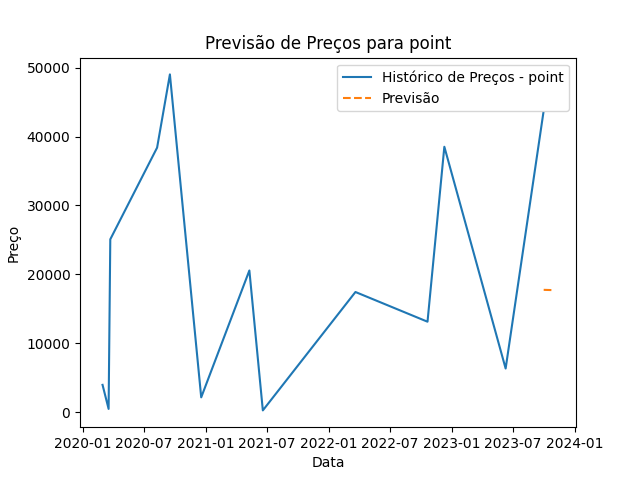 Previsão de Preços para point
Histórico de Preços - point
Previsão
Preço
50000
40000
30000
20000
10000
0
2020-01 2020-07 2021-01 2021-07 2022-01 2022-07 2023-01 2023-07 2024-01
Data